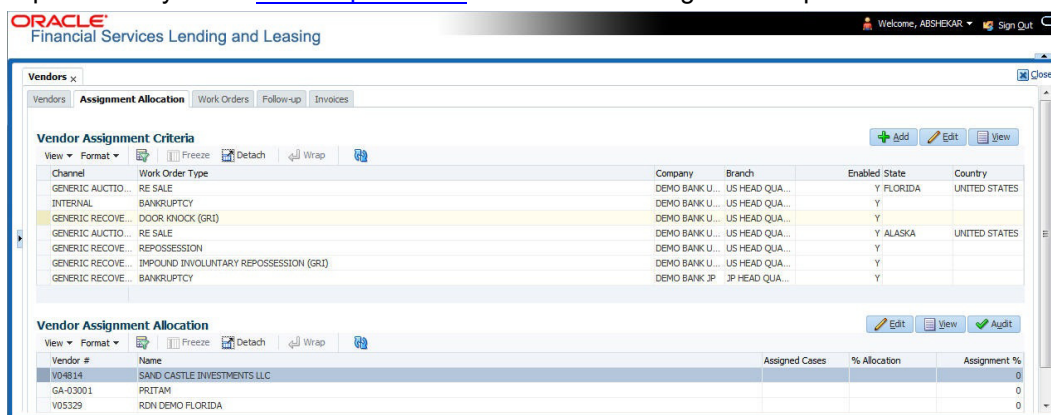 ORACLE
Financial Services Lending and Leasing
Welcome, ABSHEKAR Sign Out
Vendors x
Close
Vendors Assignment Allocation Work Orders Follow-up Invoices
Vendor Assignment Criteria
Add Edit View
View Format Freeze Detach Wrap
Channel Work Order Type Company Branch Enabled State Country
GENERIC AUCTIO... RE SALE DEMO BANK U... US HEAD QUA... Y FLORIDA UNITED STATES
INTERNAL BANKRUPTCY DEMO BANK U... US HEAD QUA... Y
GENERIC RECOVE... DOOR KNOCK (GRI) DEMO BANK U... US HEAD QUA... Y
GENERIC AUCTIO... RE SALE DEMO BANK U... US HEAD QUA... Y ALASKA UNITED STATES
GENERIC RECOVE... REPOSSESSION DEMO BANK U... US HEAD QUA... Y
GENERIC RECOVE... IMPOUND INVOLUNTARY REPOSSESSION (GRI) DEMO BANK U... US HEAD QUA... Y
GENERIC RECOVE... BANKRUPTCY DEMO BANK JP JP HEAD QUA... Y
Vendor Assignment Allocation
Edit View Audit
View Format Freeze Detach Wrap
Vendor # Name Assigned Cases % Allocation Assignment %
V04814 SAND CASTLE INVESTMENTS LLC 0
GA-03001 PRITAM 0
V05329 RDN DEMO FLORIDA 0